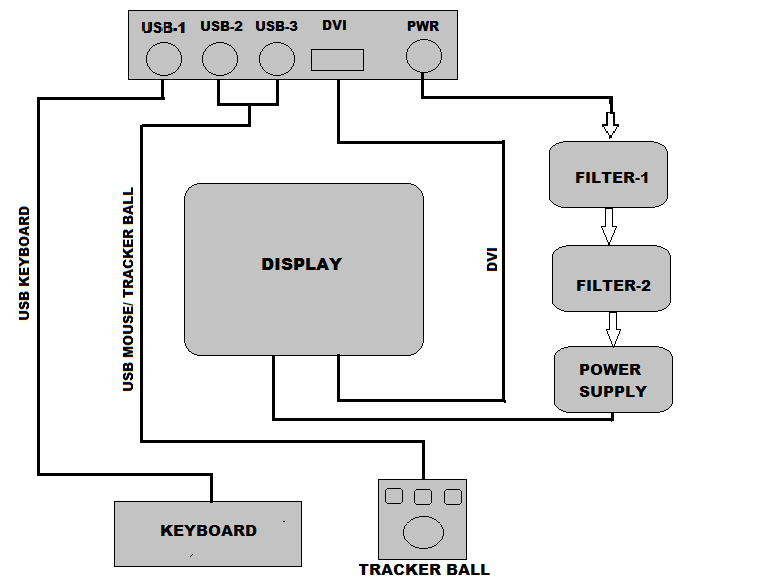 USB-1
USB-2
USB-3
DVI
PWR
FILTER-1
USB KEYBOARD
USB MOUSE/ TRACKER BALL
DISPLAY
DVI
FILTER-2
POWER
SUPPLY
KEYBOARD
TRACKER BALL